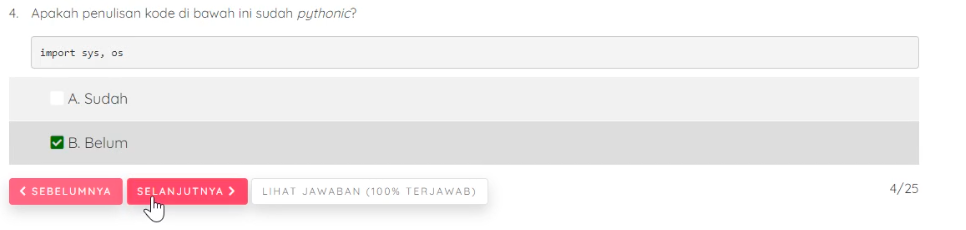 4. Apakah penulisan kode di bawah ini sudah pythonic?
import sys, os
A. Sudah
B. Belum
< SEBELUMNYA SELANJUTNYA > LIHAT JAWABAN (100% TERJAWAB) 4/25